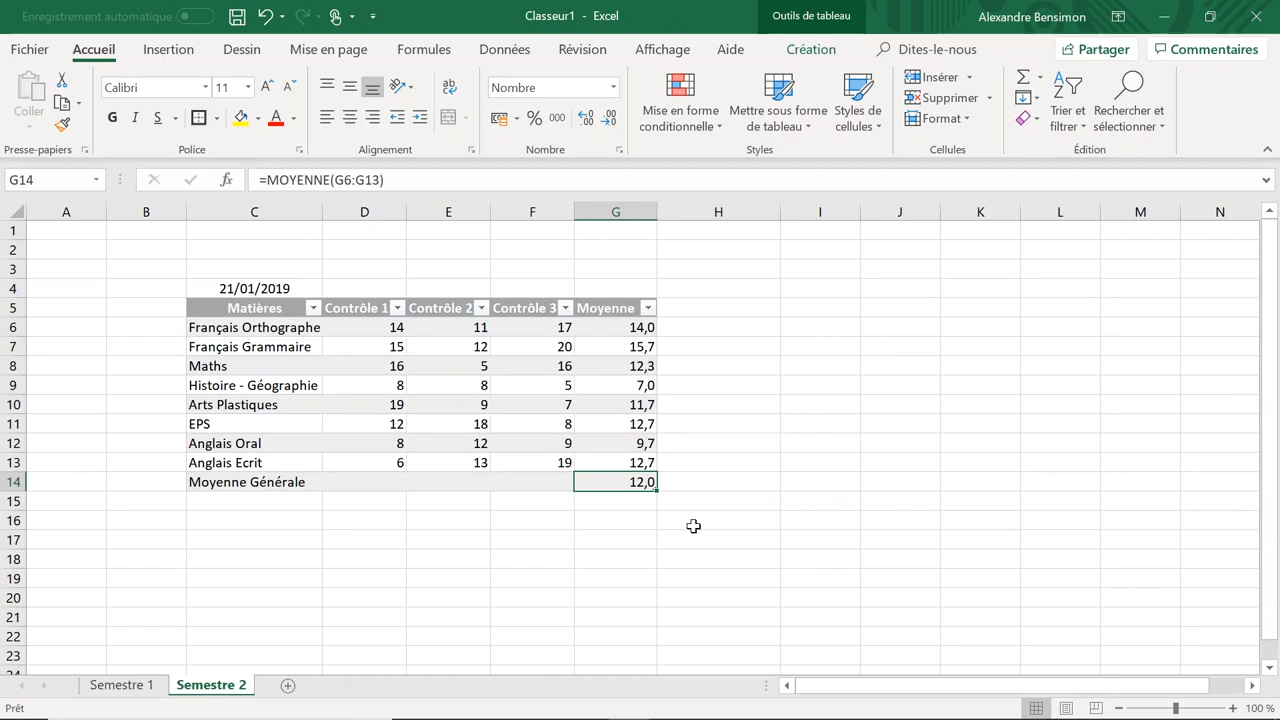 Enregistrement automatique
Classeur1 - Excel
Outils de tableau
Alexandre Bensimon
Fichier Accueil Insertion Dessin Mise en page Formules Données Révision Affichage Aide Création Dites-le-nous Partager Commentaires
Coller
Presse-papiers
Calibri 11
G I S A
Police
Alignement
Nombre
% 000
Nombre
Mise en forme conditionnelle
Mettre sous forme de tableau
Styles de cellules
Styles
Insérer
Supprimer
Format
Cellules
Trier et filtrer
Rechercher et sélectionner
Édition
G14 fx =MOYENNE(G6:G13)
A B C D E F G H I J K L M N
1
2
3
4 21/01/2019
5 Matières Contrôle 1 Contrôle 2 Contrôle 3 Moyenne
6 Français Orthographe 14 11 17 14,0
7 Français Grammaire 15 12 20 15,7
8 Maths 16 5 16 12,3
9 Histoire - Géographie 8 8 5 7,0
10 Arts Plastiques 19 9 7 11,7
11 EPS 12 18 8 12,7
12 Anglais Oral 8 12 9 9,7
13 Anglais Ecrit 6 13 19 12,7
14 Moyenne Générale 12,0
15
16
17
18
19
20
21
22
23
24
Semestre 1 Semestre 2
Prêt
100 %